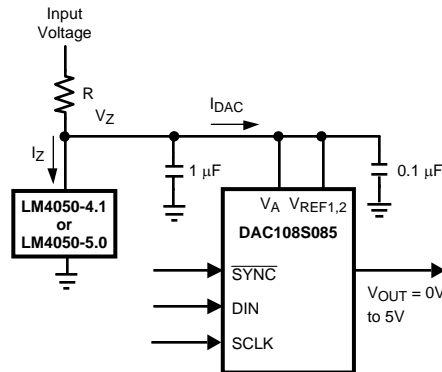 Input
Voltage
R
VZ
IDAC
IZ
1 µF
0.1 µF
LM4050-4.1
or
LM4050-5.0
VA VREF1,2
DAC108S085
SYNC
DIN
SCLK
VOUT = 0V
to 5V